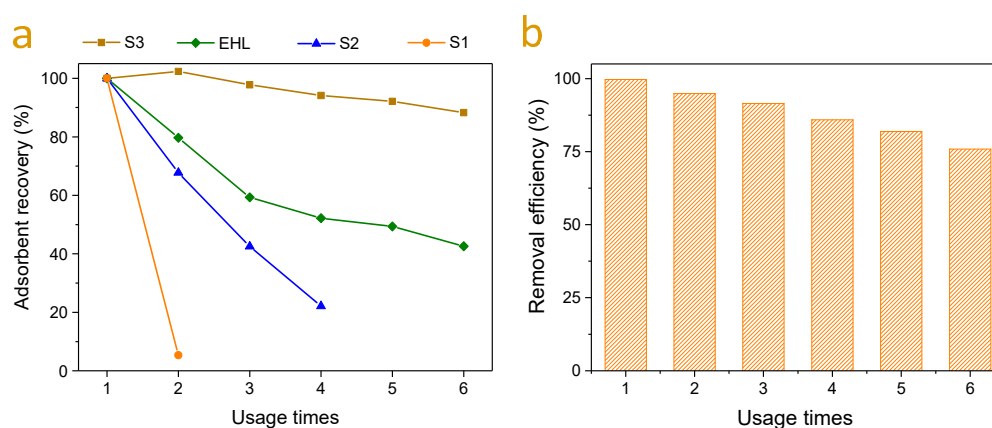 a
S3 EHL S2 S1
Adsorbent recovery (%)
100
80
60
40
20
0
1 2 3 4 5 6
Usage times
b
Removal efficiency (%)
100
75
50
25
0
1 2 3 4 5 6
Usage times